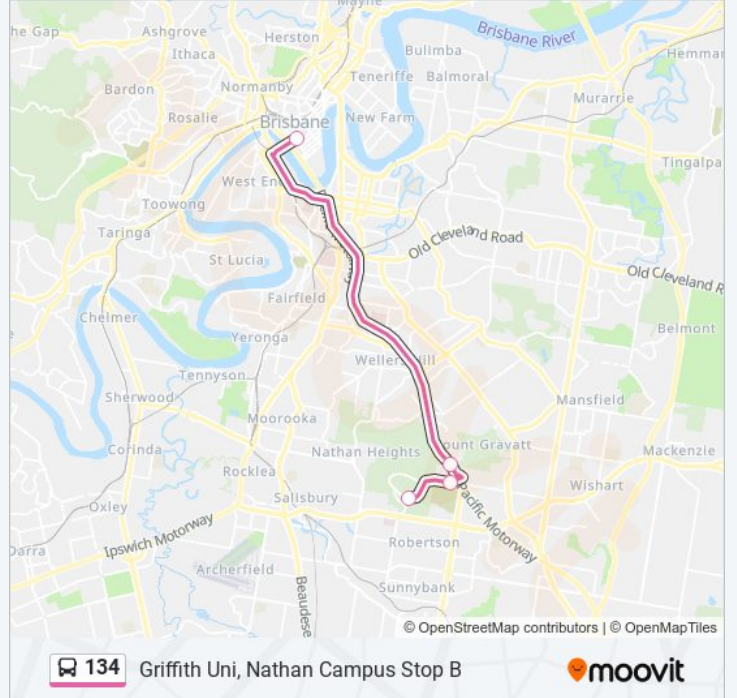 Mayne
The Gap
Ashgrove
Herston
Brisbane River
Ithaca
Bulimba
Hemmar
Normanby
Teneriffe
Balmoral
Bardon
Murarrie
Rosalie
Brisbane
New Farm
Tingalpa
West En
Toowong
Old Cleveland Road
Taringa
St Lucia
Old Cleveland R
Fairfield
Chelmer
Belmont
Yeronga
Wellers Hill
Tennyson
Sherwood
Mansfield
Moorooka
Corinda
Nathan Heights
ount Gravatt
Mackenzie
Rocklea
Wishart
Salisbury
Oxley
Pacific Motorway
Ipswich Motorway
Darra
Robertson
Archerfield
Sunnybank
Beaudese
© OpenStreetMap contributors | © OpenMapTiles
134 Griffith Uni, Nathan Campus Stop B
moovit